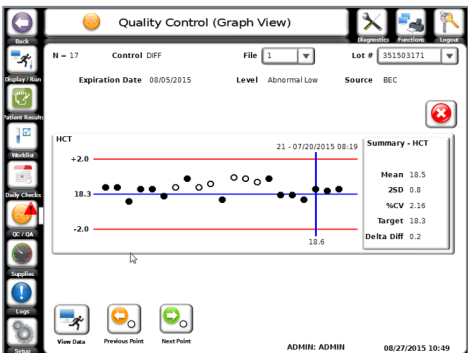 Quality Control (Graph View)
Back
Diagnostics
Functions
Logout
N = 17
Control DIFF
File 1
Lot # 351503171
Display / Run
Expiration Date 08/05/2015
Level Abnormal Low
Source BEC
Patient Results
Worklist
HCT
21 - 07/20/2015 08:19
+2.0
18.3
-2.0
18.6
Summary - HCT
Mean 18.5
2SD 0.8
%CV 2.16
Target 18.3
Delta Diff 0.2
Daily Checks
QC / QA
Supplies
Logs
Setup
View Data
Previous Point
Next Point
ADMIN: ADMIN
08/27/2015 10:49